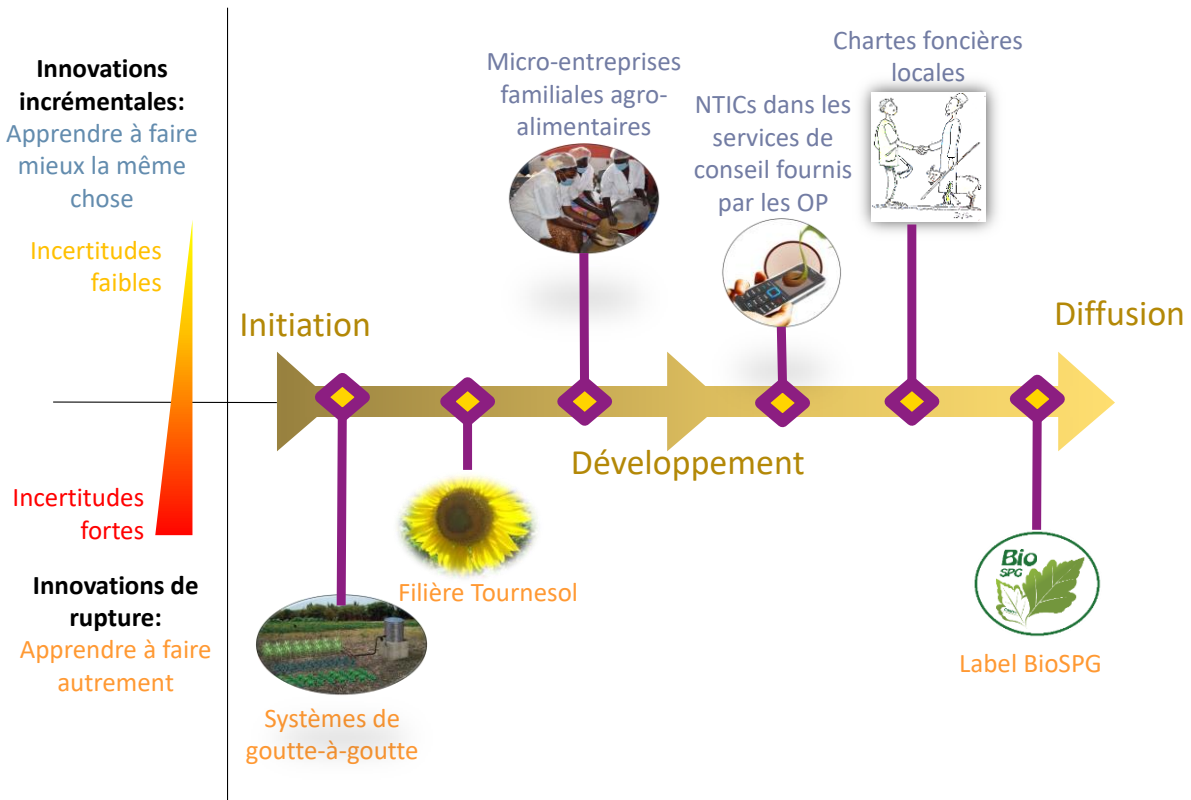 Innovations
incrémentales:
Apprendre à faire
mieux la même
chose
Incertitudes
faibles
Incertitudes
fortes
Innovations de
rupture:
Apprendre à faire
autrement
Initiation
Micro-entreprises
familiales agro-
alimentaires
NTICs dans les
services de
conseil fournis
par les OP
Chartes foncières
locales
Diffusion
Développement
Filière Tournesol
Systèmes de
goutte-à-goutte
Bio
SPG
Label BioSPG